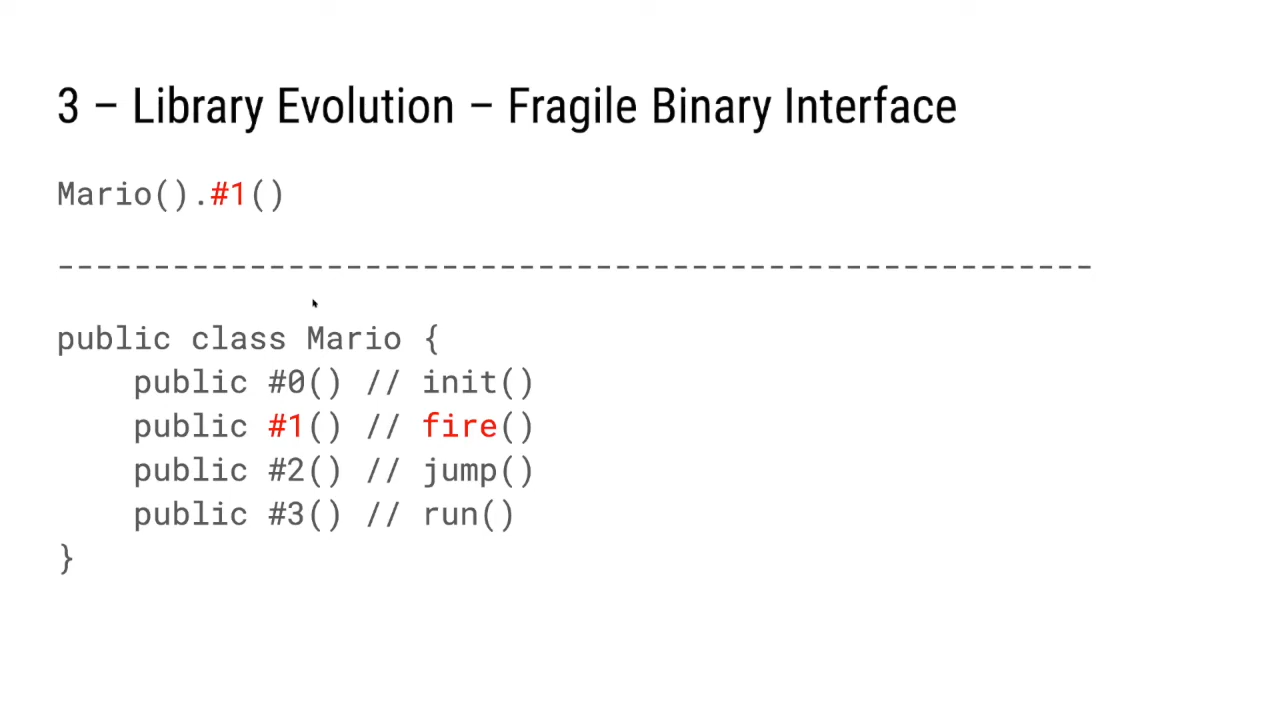 3 – Library Evolution – Fragile Binary Interface
Mario().#1()
------------------------------------------------------
public class Mario {
    public #0() // init()
    public #1() // fire()
    public #2() // jump()
    public #3() // run()
}